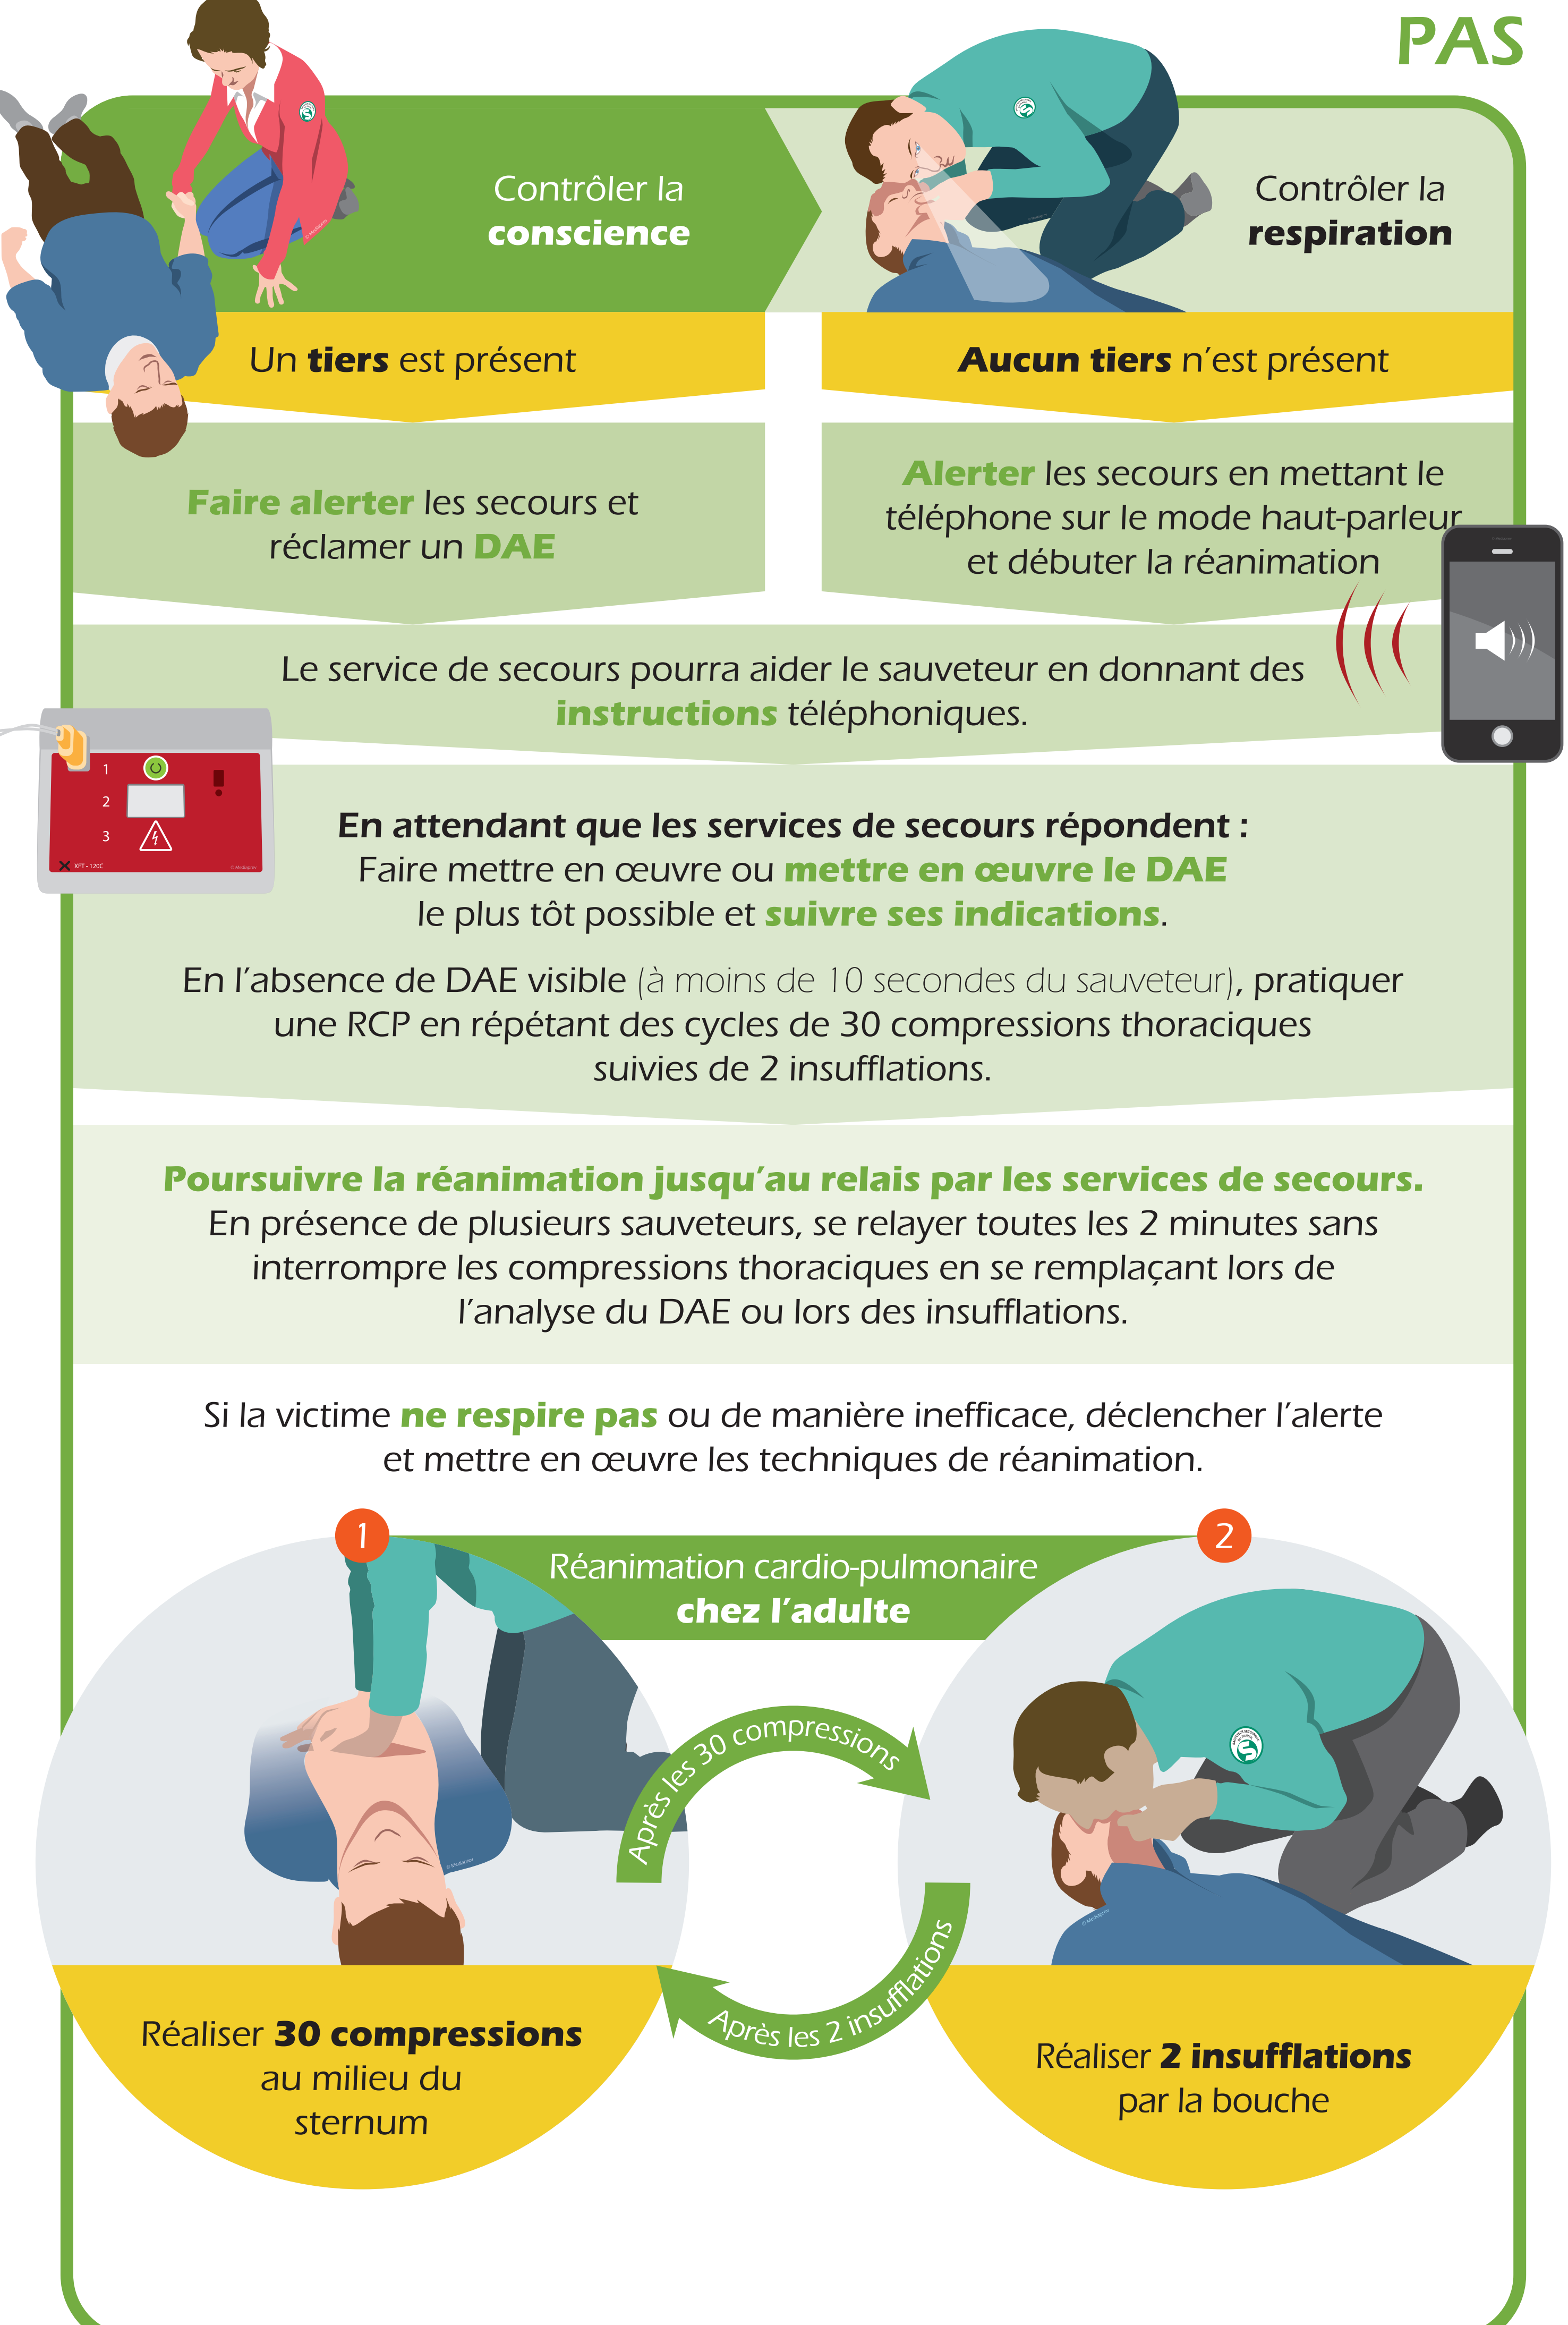 PAS
Contrôler la
conscience
Contrôler la
respiration
Un tiers est présent
Aucun tiers n'est présent
Faire alerter les secours et
réclamer un DAE
Alerter les secours en mettant le
téléphone sur le mode haut-parleur
et débuter la réanimation
Le service de secours pourra aider le sauveteur en donnant des
instructions téléphoniques.
1
2
3
XFT - 120C
© Mediaprev
En attendant que les services de secours répondent :
Faire mettre en œuvre ou mettre en œuvre le DAE
le plus tôt possible et suivre ses indications.
En l'absence de DAE visible (à moins de 10 secondes du sauveteur), pratiquer
une RCP en répétant des cycles de 30 compressions thoraciques
suivies de 2 insufflations.
Poursuivre la réanimation jusqu'au relais par les services de secours.
En présence de plusieurs sauveteurs, se relayer toutes les 2 minutes sans
interrompre les compressions thoraciques en se remplaçant lors de
l'analyse du DAE ou lors des insufflations.
Si la victime ne respire pas ou de manière inefficace, déclencher l'alerte
et mettre en œuvre les techniques de réanimation.
1
2
Réanimation cardio-pulmonaire
chez l'adulte
Après les 30 compressions
Après les 2 insufflations
© Mediaprev
© Mediaprev
Réaliser 30 compressions
au milieu du
sternum
Réaliser 2 insufflations
par la bouche